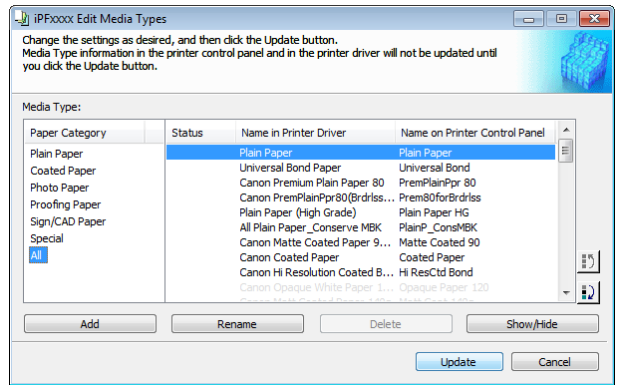 iPFxxxx Edit Media Types
Change the settings as desired, and then click the Update button.
Media Type information in the printer control panel and in the printer driver will not be updated until
you click the Update button.
Media Type:
Paper Category Status Name in Printer Driver Name on Printer Control Panel
Plain Paper Plain Paper Plain Paper
Coated Paper Universal Bond Paper Universal Bond
Photo Paper Canon Premium Plain Paper 80 PremPlainPpr 80
Proofing Paper Canon PremPlainPpr80(Brdrlss... Prem80forBrdrlss
Sign/CAD Paper Plain Paper (High Grade) Plain Paper HG
Special All Plain Paper_Conserve MBK PlainP_ConsMBK
All Canon Matte Coated Paper 9... Matte Coated 90
Canon Coated Paper Coated Paper
Canon Hi Resolution Coated B... Hi ResCtd Bond
Canon Opaque White Paper 1... Opaque Paper 120
Add Rename Delete Show/Hide
Update Cancel